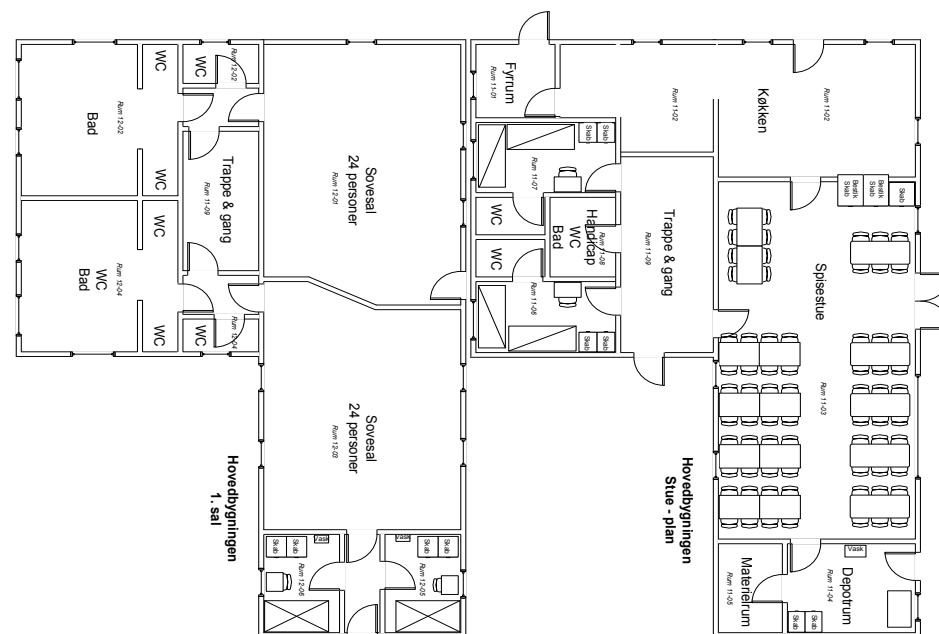 WC
WC
Rum 12-02
Bad
Rum 12-02
WC
Trappe & gang
Rum 11-09
WC
WC
Bad
Rum 12-04
WC
WC
Rum 12-04
Sovesal
24 personer
Rum 12-01
Sovesal
24 personer
Rum 12-03
Hovedbygningen
1. sal
Skab
Skab
Vask
Rum 12-06
Vask
Skab
Skab
Rum 12-05
Fyrrum
Rum 11-01
Rum 11-02
Køkken
Rum 11-02
Skab
Skab
Rum 11-07
WC
WC
Handicap
WC
Bad
Rum 11-08
Rum 11-06
Skab
Skab
Trappe & gang
Rum 11-09
Bestik
Skab
Bestik
Skab
Skab
Spisestue
Rum 11-03
Hovedbygningen
Stue - plan
Materielrum
Rum 11-05
Vask
Depotrum
Rum 11-04
Skab
Skab